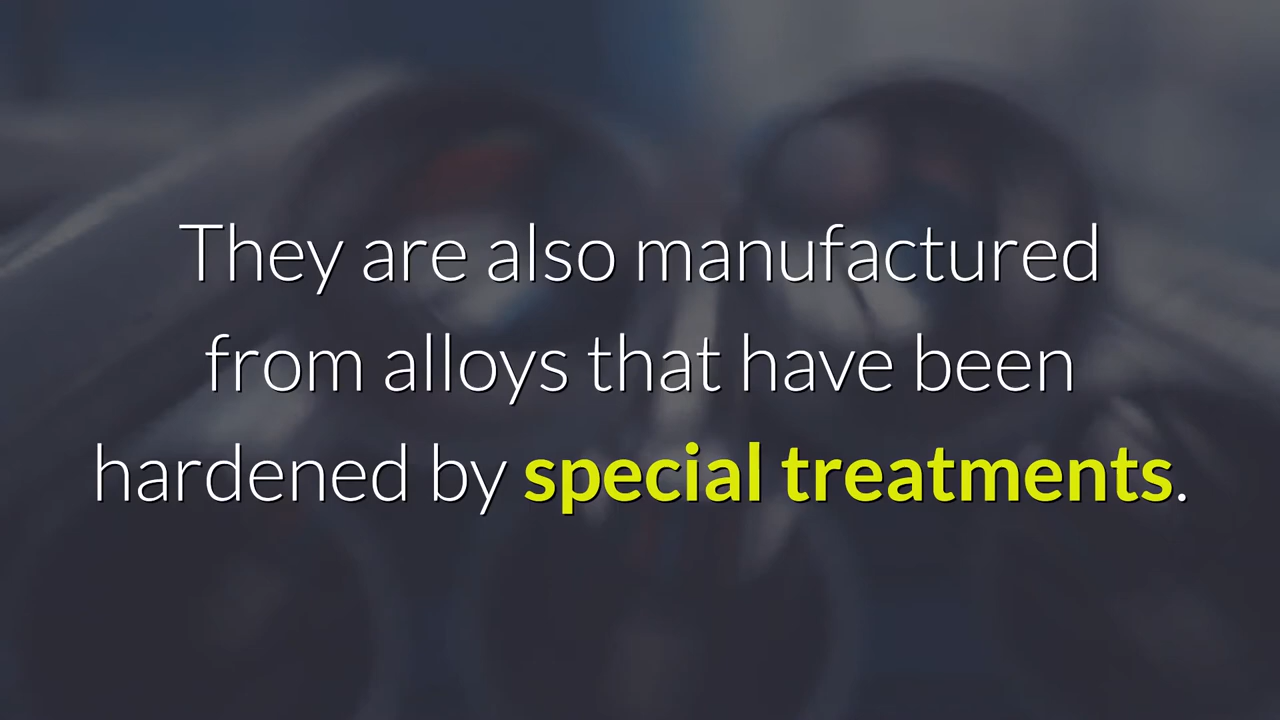 They are also manufactured
from alloys that have been
hardened by special treatments.